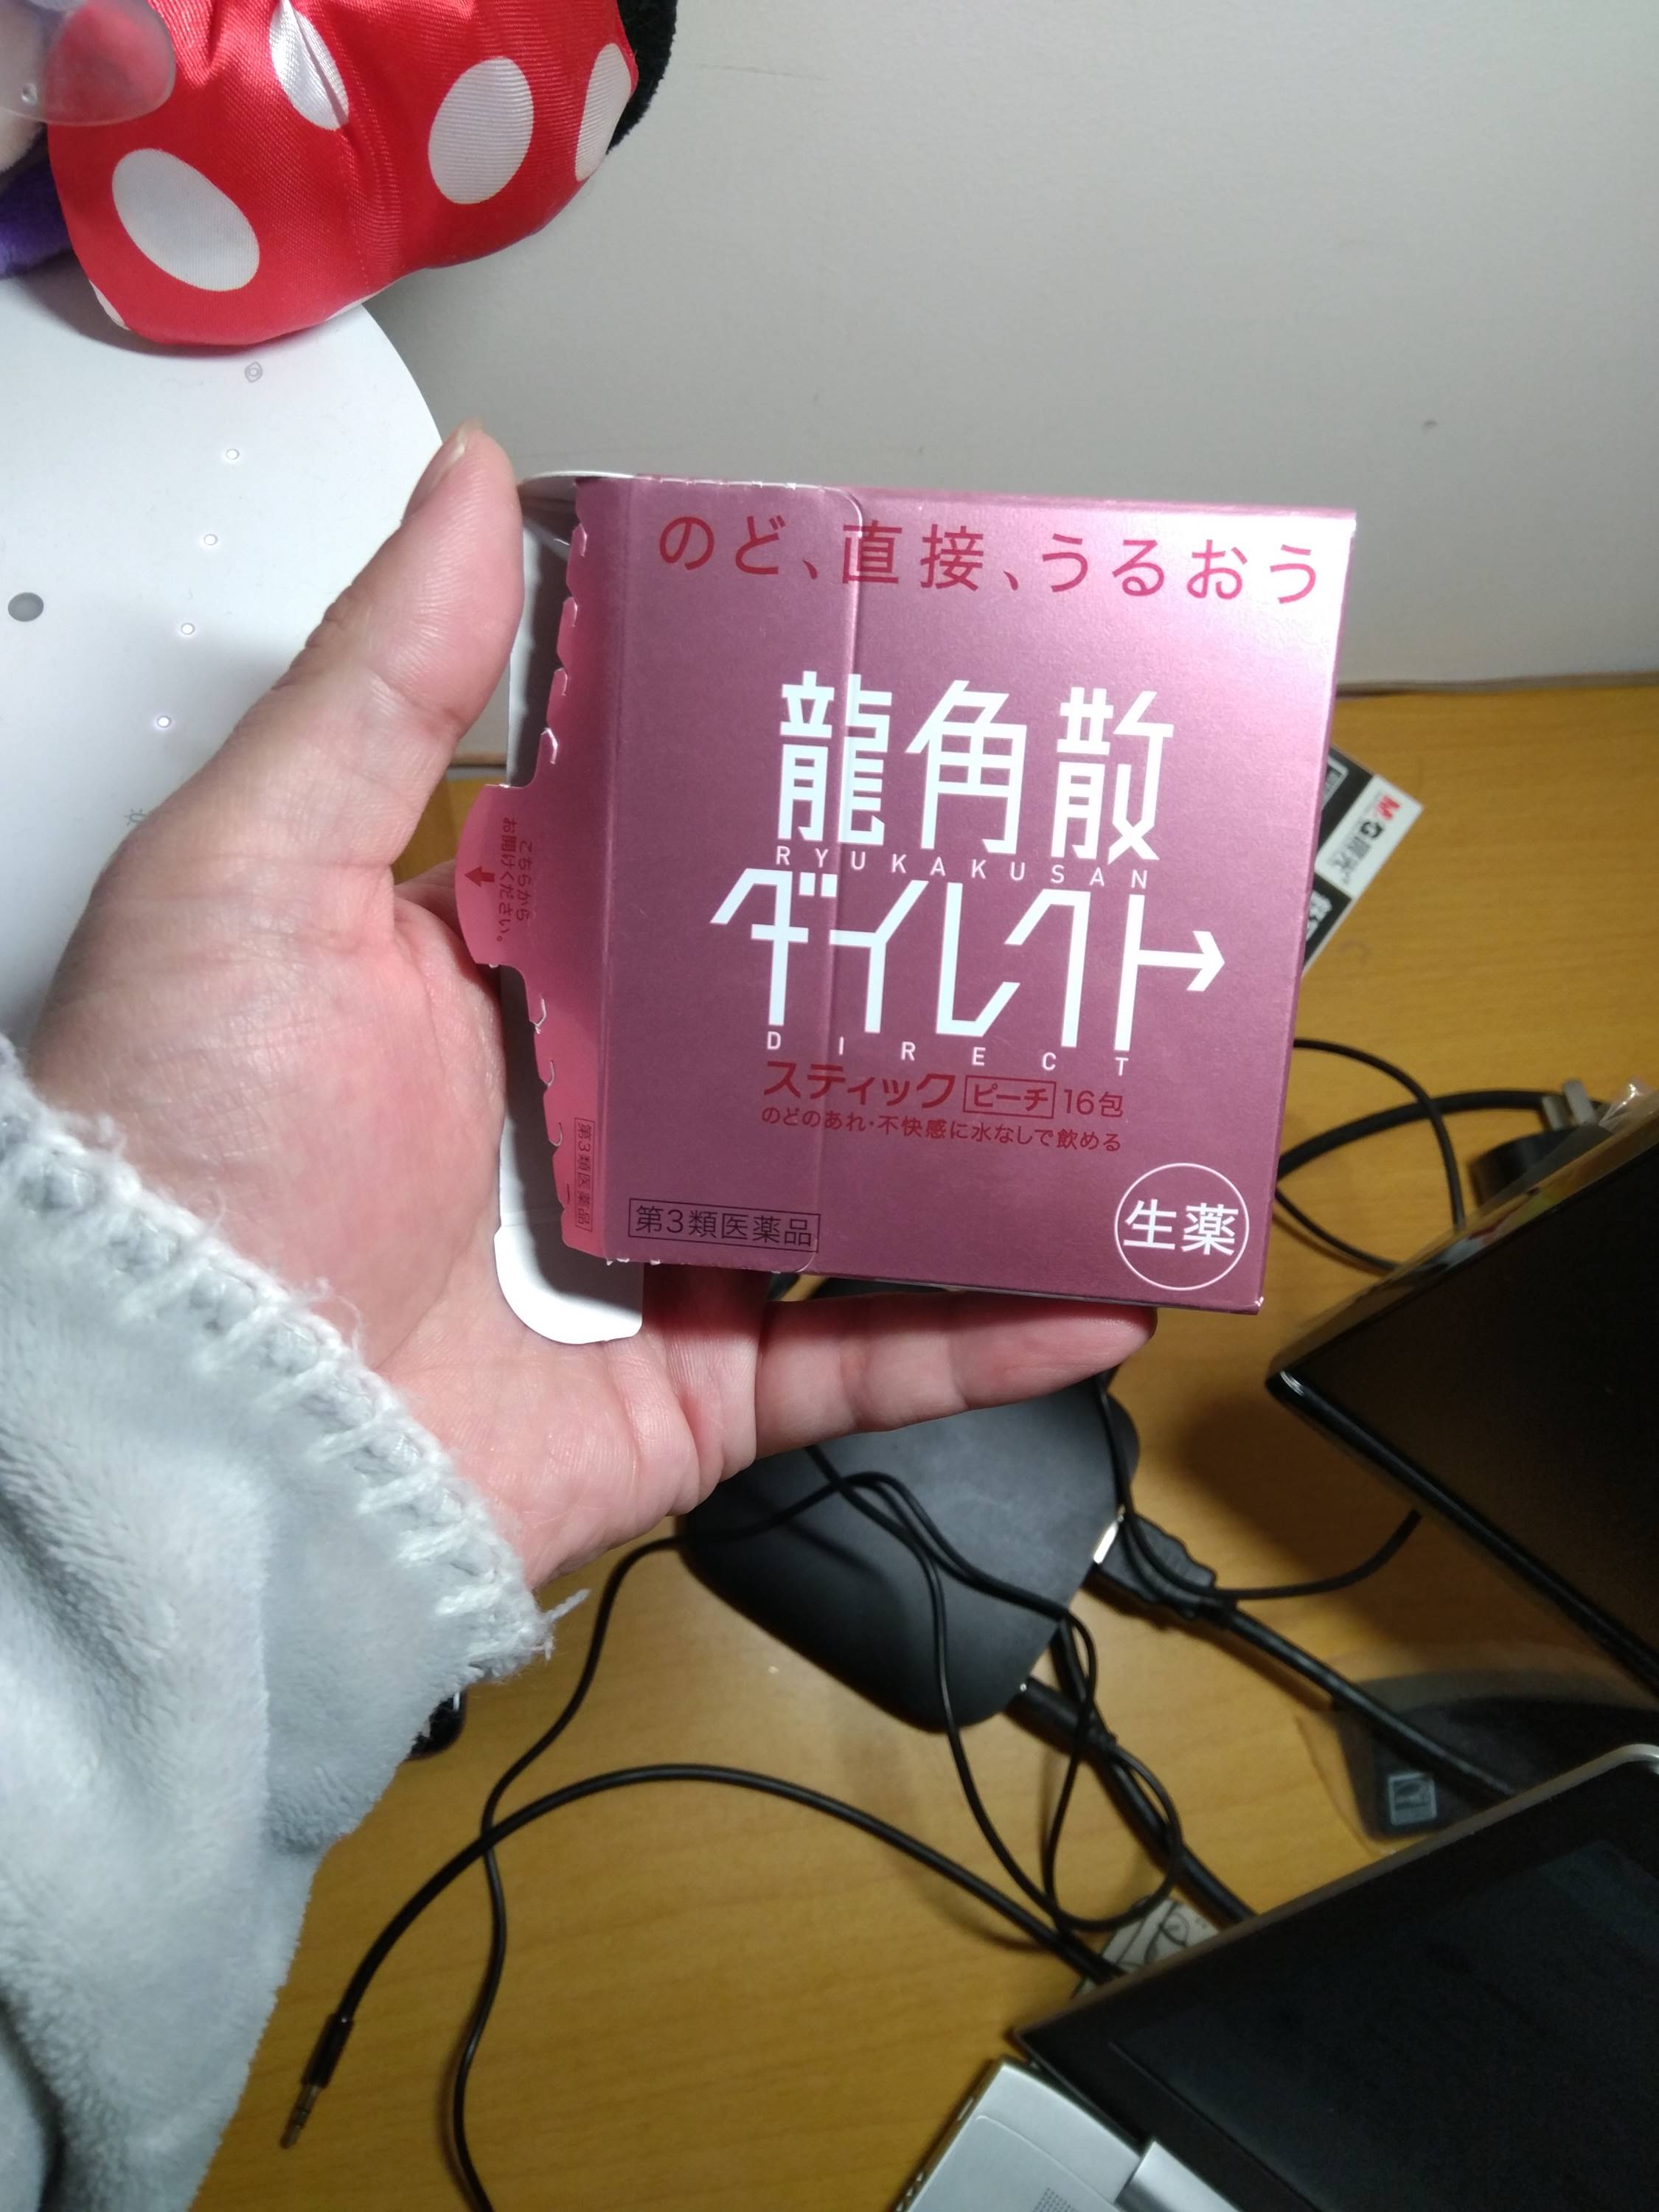 のど、直接、うるおう
龍角散
RYUKAKUSAN
ダイレクト
DIRECT
スティック ピーチ 16包
のどのあれ・不快感に水なしで飲める
第3類医薬品
生薬
こちらから
お開けください。
第3類医薬品
M&G晨光